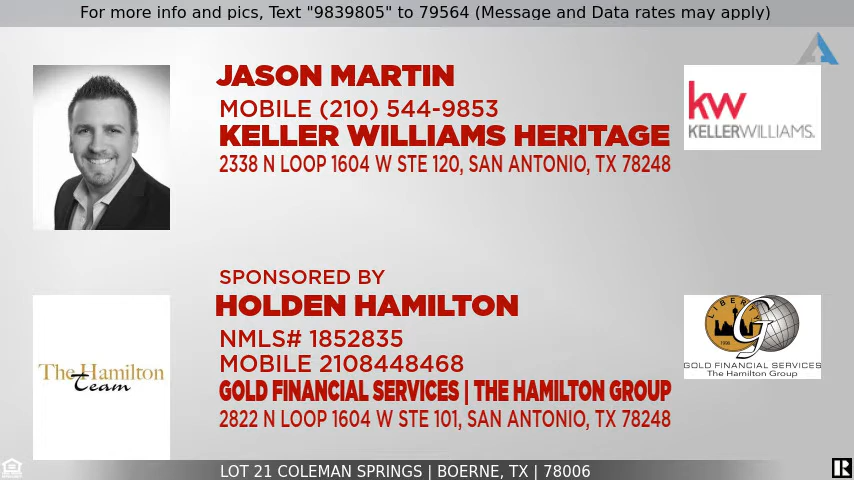 For more info and pics, Text "9839805" to 79564 (Message and Data rates may apply)
JASON MARTIN
MOBILE (210) 544-9853
KELLER WILLIAMS HERITAGE
2338 N LOOP 1604 W STE 120, SAN ANTONIO, TX 78248
kw
KELLERWILLIAMS.
SPONSORED BY
HOLDEN HAMILTON
NMLS# 1852835
MOBILE 2108448468
GOLD FINANCIAL SERVICES | THE HAMILTON GROUP
2822 N LOOP 1604 W STE 101, SAN ANTONIO, TX 78248
The Hamilton
Team
G
GOLD FINANCIAL SERVICES
The Hamilton Group
LOT 21 COLEMAN SPRINGS | BOERNE, TX | 78006
R